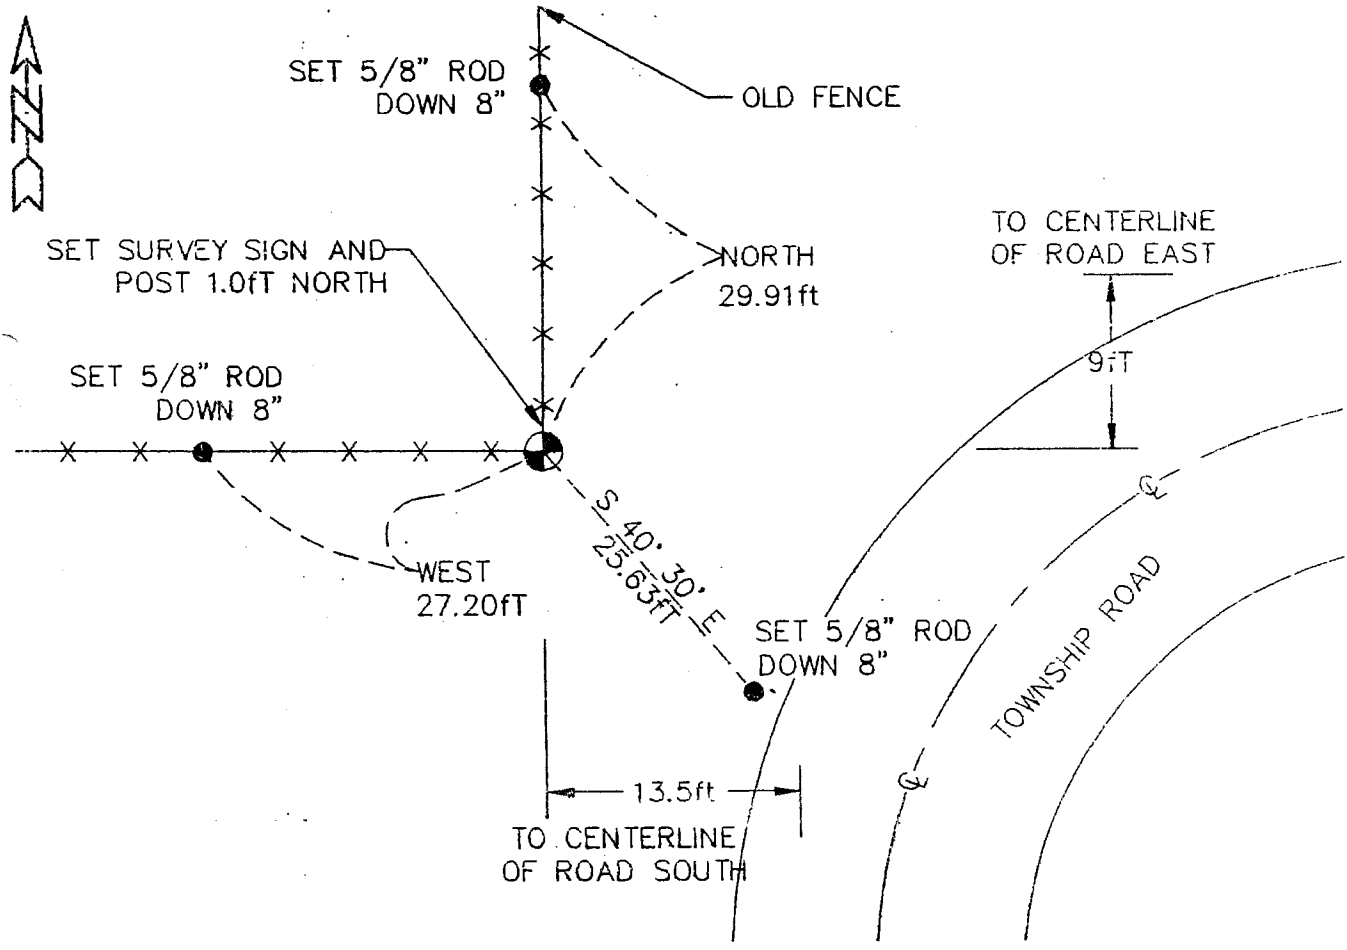 N
SET 5/8" ROD
DOWN 8"
OLD FENCE
TO CENTERLINE
OF ROAD EAST
SET SURVEY SIGN AND
POST 1.0fT NORTH
NORTH
29.91ft
9fT
SET 5/8" ROD
DOWN 8"
S 40° 30' E
25.63fT
WEST
27.20fT
SET 5/8" ROD
DOWN 8"
TOWNSHIP ROAD
℄
℄
13.5ft
TO CENTERLINE
OF ROAD SOUTH